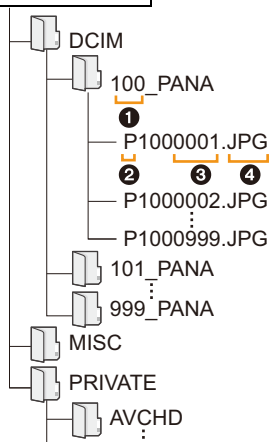 DCIM
100_PANA
❶
P1000001.JPG
❷ ❸ ❹
P1000002.JPG
P1000999.JPG
101_PANA
999_PANA
MISC
PRIVATE
AVCHD